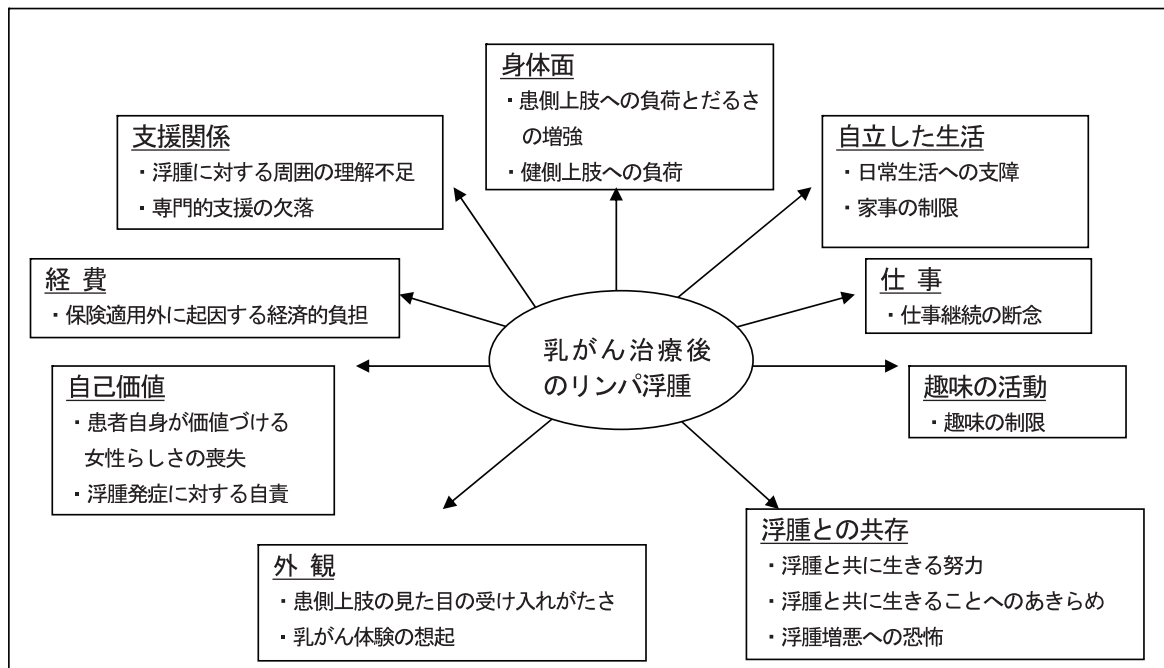 身体面
・患側上肢への負荷とだるさ
の増強
・健側上肢への負荷
支援関係
・浮腫に対する周囲の理解不足
・専門的支援の欠落
自立した生活
・日常生活への支障
・家事の制限
経 費
・保険適用外に起因する経済的負担
仕 事
・仕事継続の断念
乳がん治療後
のリンパ浮腫
自己価値
・患者自身が価値づける
女性らしさの喪失
・浮腫発症に対する自責
趣味の活動
・趣味の制限
外 観
・患側上肢の見た目の受け入れがたさ
・乳がん体験の想起
浮腫との共存
・浮腫と共に生きる努力
・浮腫と共に生きることへのあきらめ
・浮腫増悪への恐怖